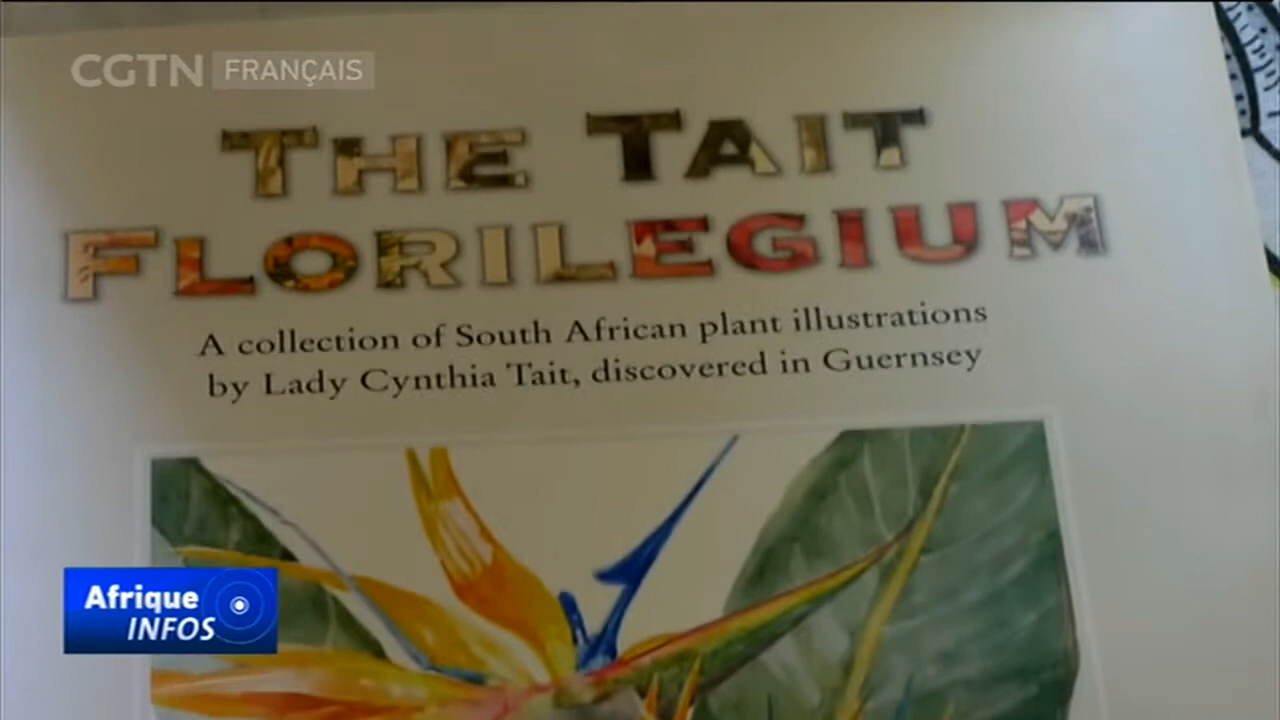 CGTN FRANÇAIS
THE TAIT
FLORILEGIUM
A collection of South African plant illustrations
by Lady Cynthia Tait, discovered in Guernsey
Afrique
INFOS